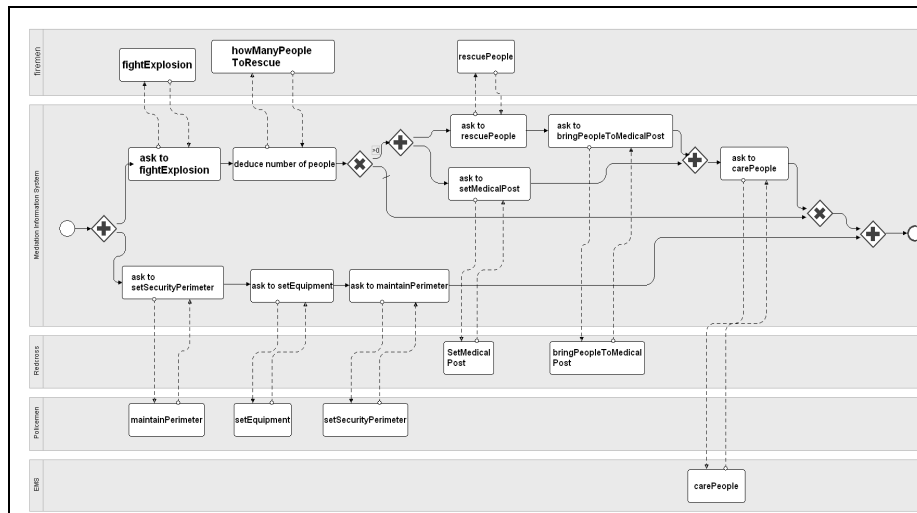 firemen
fightExplosion
howManyPeople
ToRescue
rescuePeople
Mediation Information System
ask to
fightExplosion
deduce number of people
>0
ask to
rescuePeople
ask to
bringPeopleToMedicalPost
ask to
setMedicalPost
ask to
carePeople
ask to
setSecurityPerimeter
ask to setEquipment
ask to maintainPerimeter
Redcross
SetMedical
Post
bringPeopleToMedical
Post
Policemen
maintainPerimeter
setEquipment
setSecurityPerimeter
EMS
carePeople